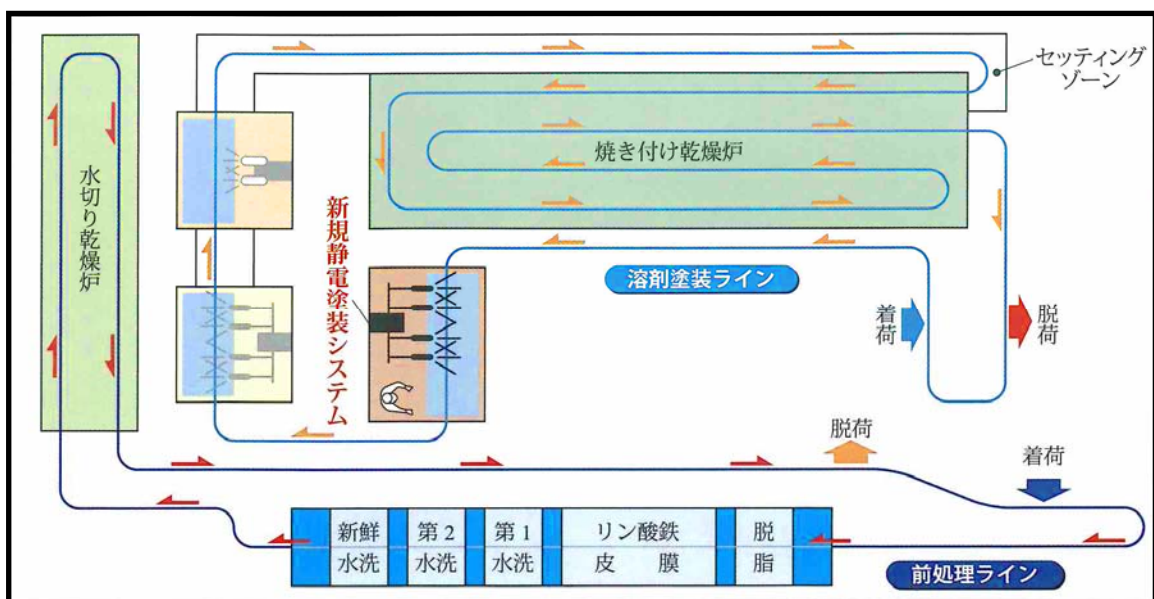 セッティング
ゾーン
焼き付け乾燥炉
水切り乾燥炉
新規静電塗装システム
溶剤塗装ライン
着荷
脱荷
脱荷
着荷
新鮮
水洗
第2
水洗
第1
水洗
リン酸鉄
皮膜
脱
脂
前処理ライン